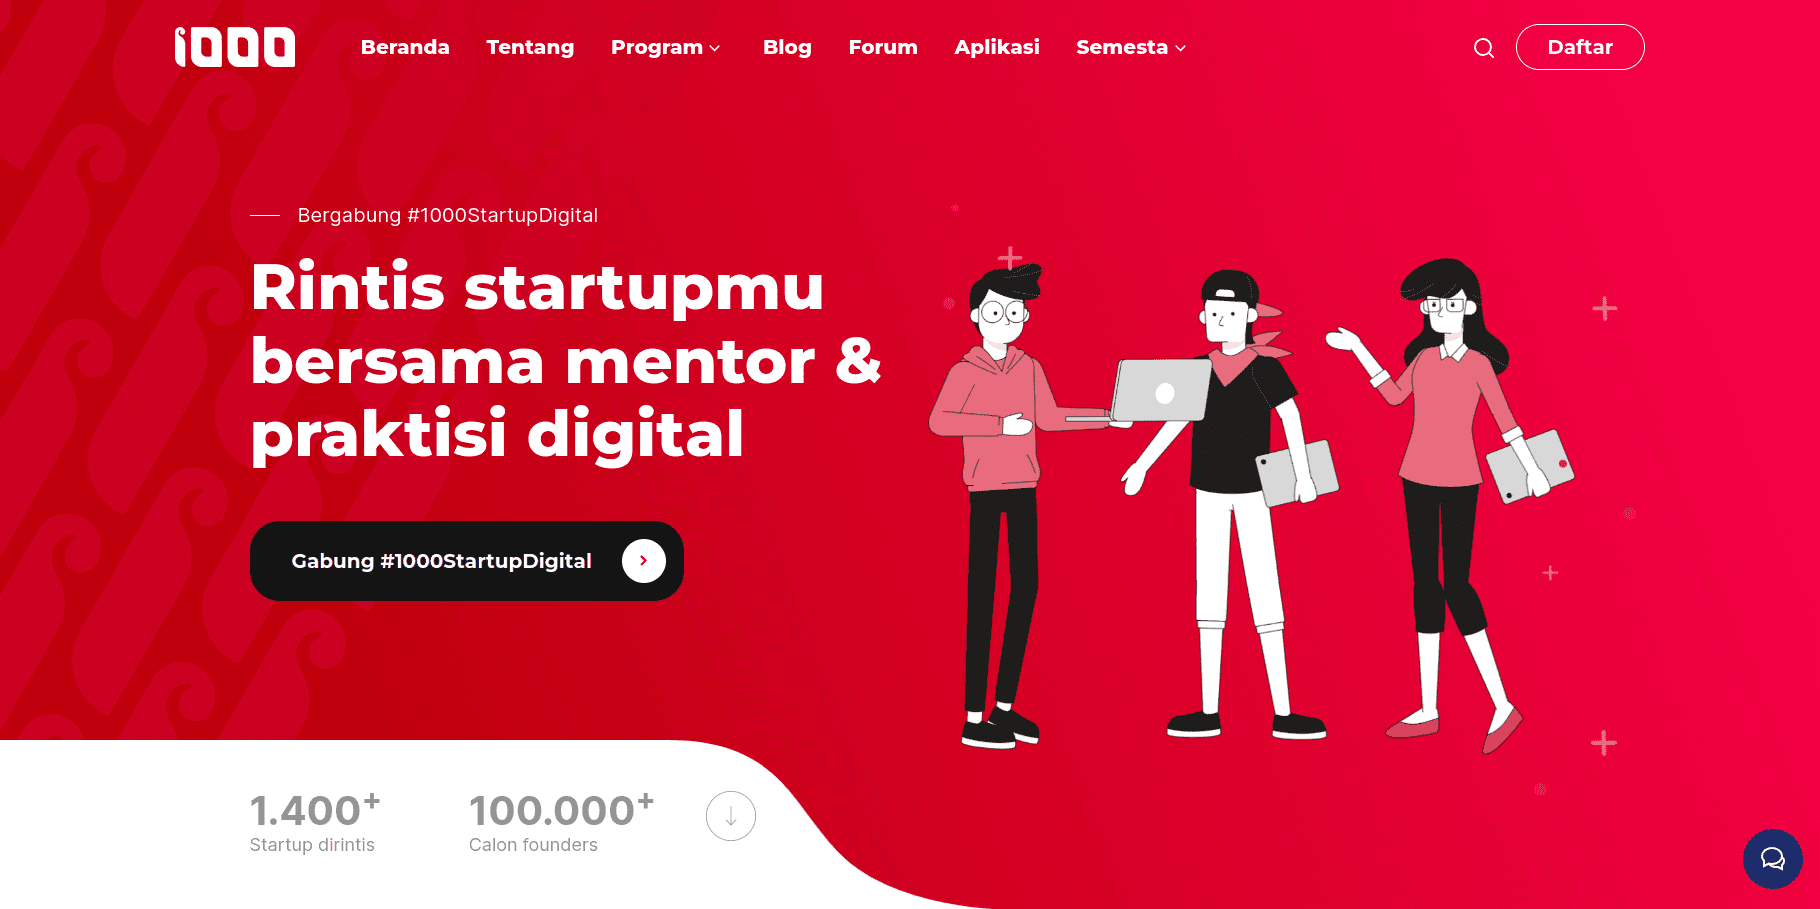 i000
Beranda Tentang Program Blog Forum Aplikasi Semesta Daftar
Bergabung #1000StartupDigital
Rintis startupmu
bersama mentor &
praktisi digital
Gabung #1000StartupDigital
1.400+ 100.000+
Startup dirintis Calon founders